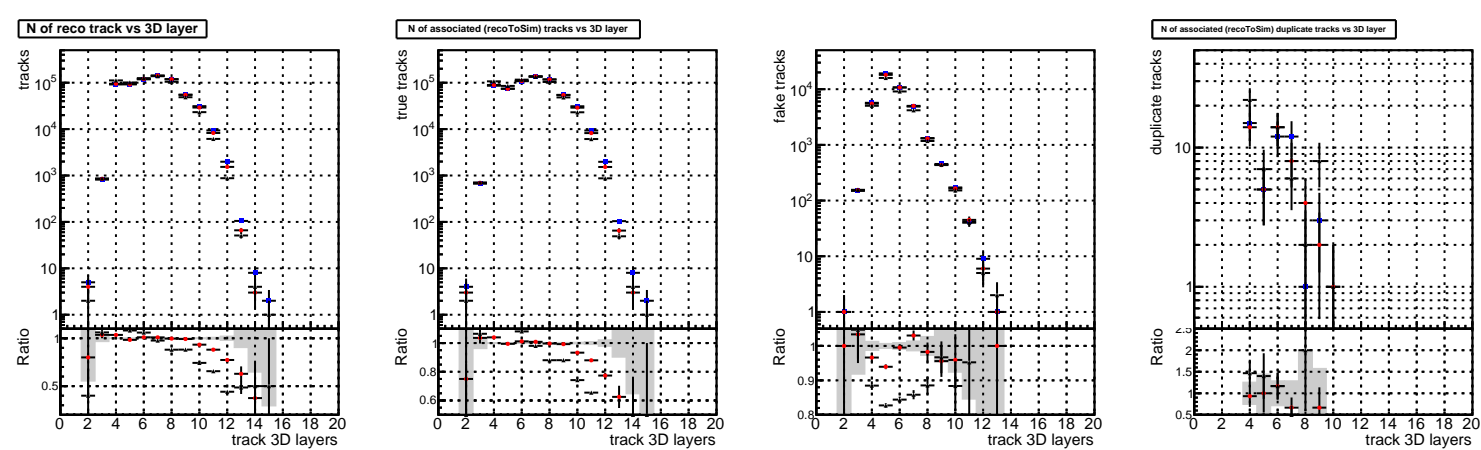 N of reco track vs 3D layer
tracks
10^5
10^4
10^3
10^2
10
1
Ratio
1
0.5
0 2 4 6 8 10 12 14 16 18 20
track 3D layers
N of associated (recoToSim) tracks vs 3D layer
true tracks
10^5
10^4
10^3
10^2
10
1
Ratio
1
0.8
0.6
0 2 4 6 8 10 12 14 16 18 20
track 3D layers
fake tracks
10^4
10^3
10^2
10
1
Ratio
1
0.9
0.8
0 2 4 6 8 10 12 14 16 18 20
track 3D layers
N of associated (recoToSim) duplicate tracks vs 3D layer
duplicate tracks
10
1
Ratio
2.5
2
1.5
1
0.5
0 2 4 6 8 10 12 14 16 18 20
track 3D layers